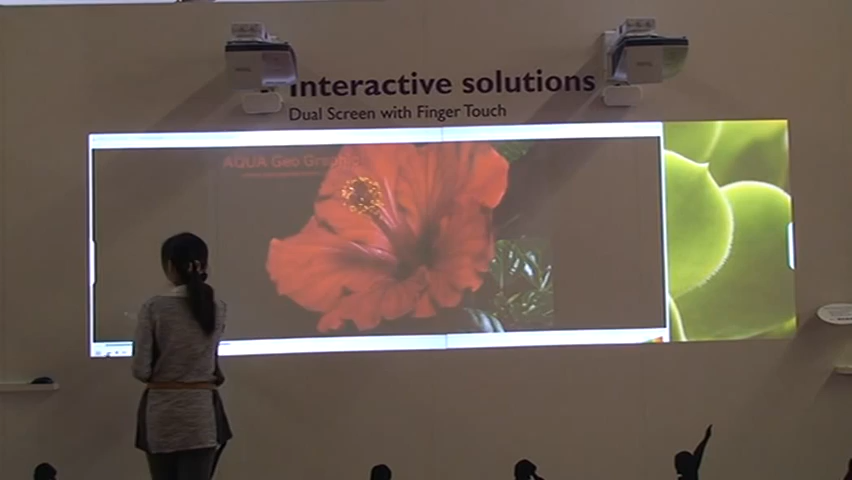 Interactive solutions
Dual Screen with Finger Touch
AQUA Geo Graphic